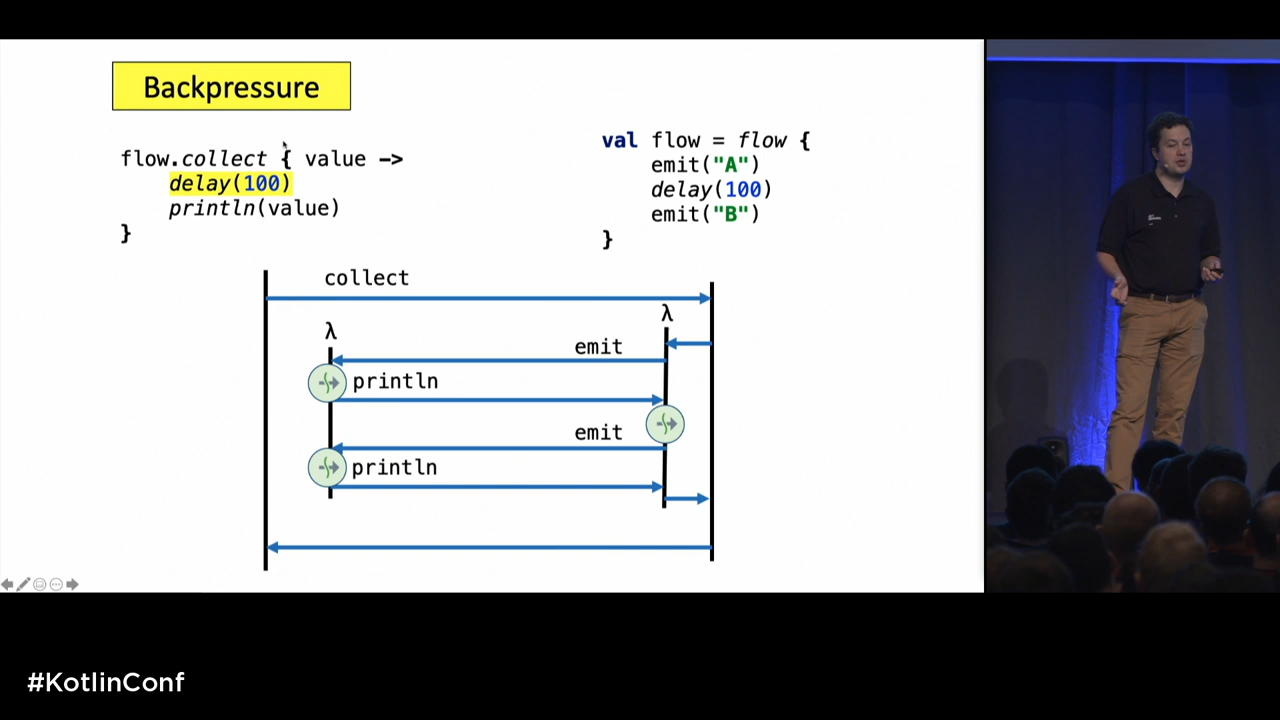 Backpressure
flow.collect { value ->
delay(100)
println(value)
}
val flow = flow {
emit("A")
delay(100)
emit("B")
}
collect
λ
λ
emit
println
emit
println
#KotlinConf